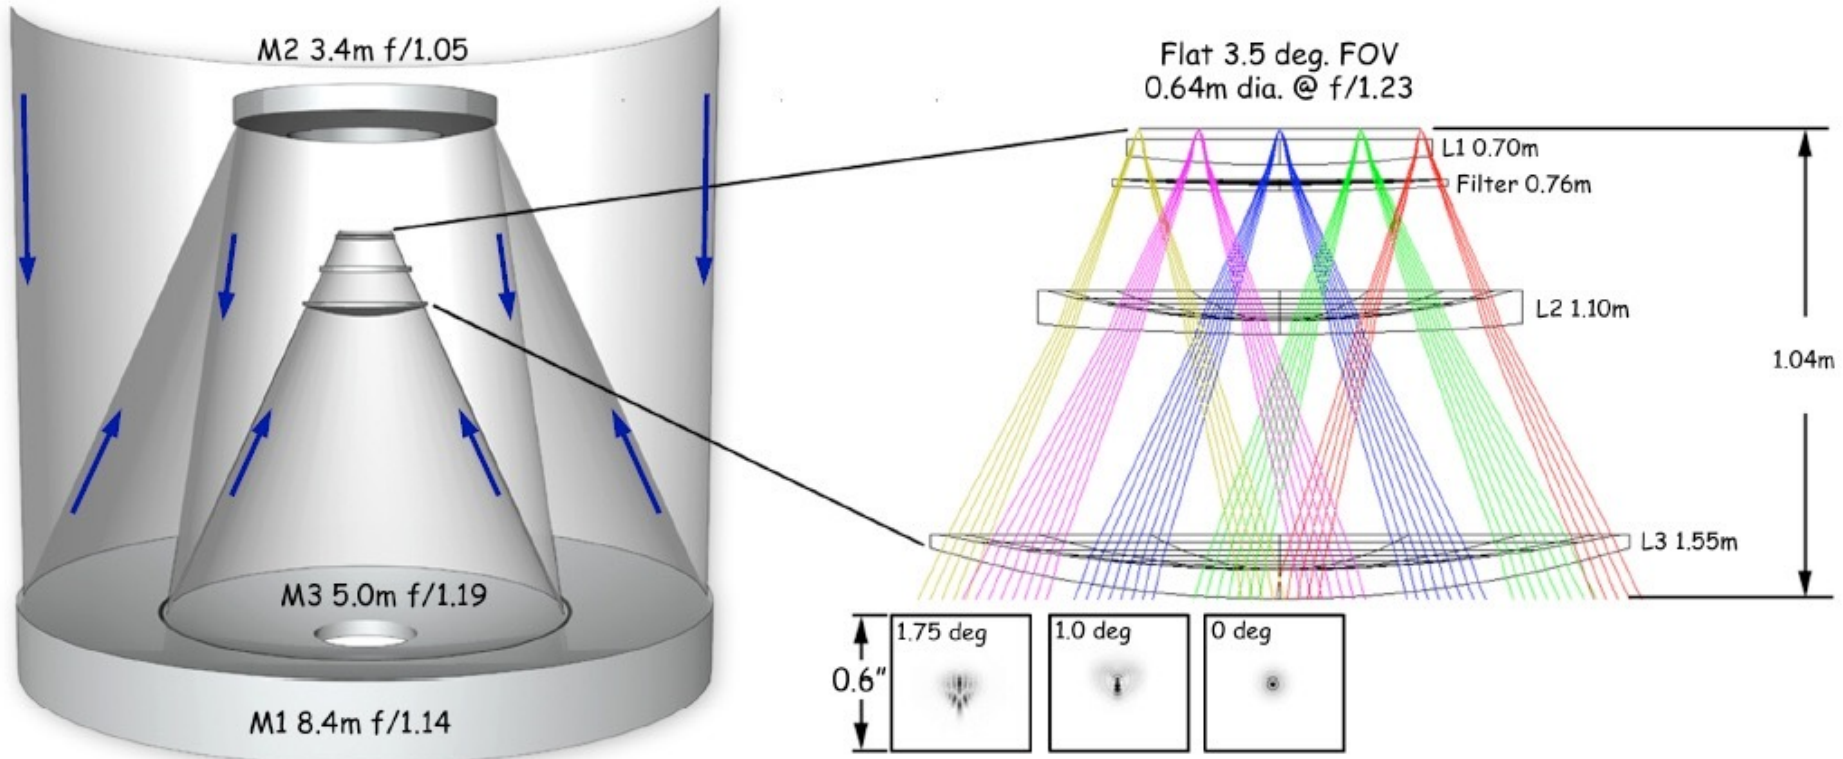 M2 3.4m f/1.05
M3 5.0m f/1.19
M1 8.4m f/1.14
Flat 3.5 deg. FOV
0.64m dia. @ f/1.23
L1 0.70m
Filter 0.76m
L2 1.10m
1.04m
L3 1.55m
0.6"
1.75 deg
1.0 deg
0 deg